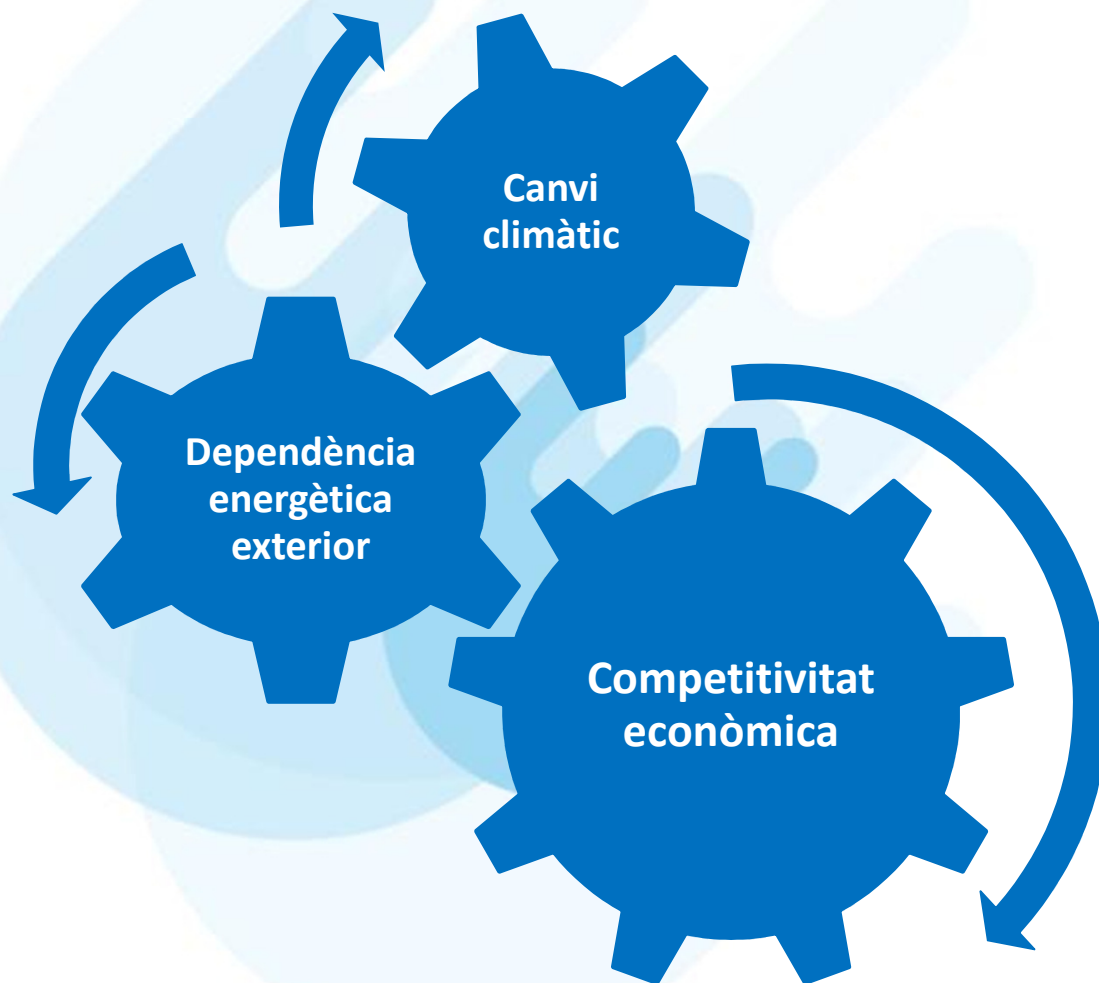 Canvi
climàtic
Dependència
energètica
exterior
Competitivitat
econòmica